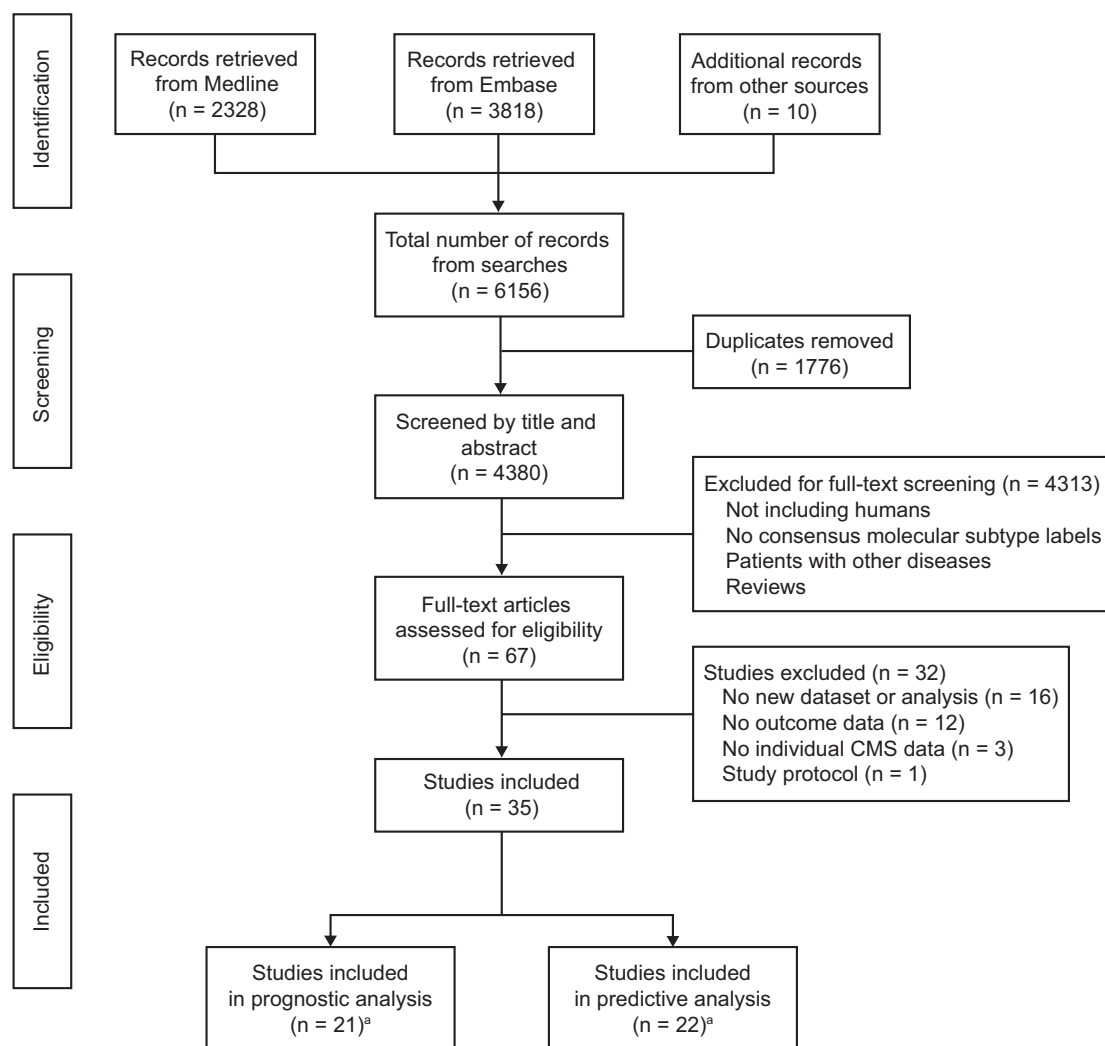 Identification
Records retrieved
from Medline
(n = 2328)
Records retrieved
from Embase
(n = 3818)
Additional records
from other sources
(n = 10)
Total number of records
from searches
(n = 6156)
Screening
Duplicates removed
(n = 1776)
Screened by title and
abstract
(n = 4380)
Excluded for full-text screening (n = 4313)
Not including humans
No consensus molecular subtype labels
Patients with other diseases
Reviews
Eligibility
Full-text articles
assessed for eligibility
(n = 67)
Studies excluded (n = 32)
No new dataset or analysis (n = 16)
No outcome data (n = 12)
No individual CMS data (n = 3)
Study protocol (n = 1)
Studies included
(n = 35)
Included
Studies included
in prognostic analysis
(n = 21)ᵃ
Studies included
in predictive analysis
(n = 22)ᵃ